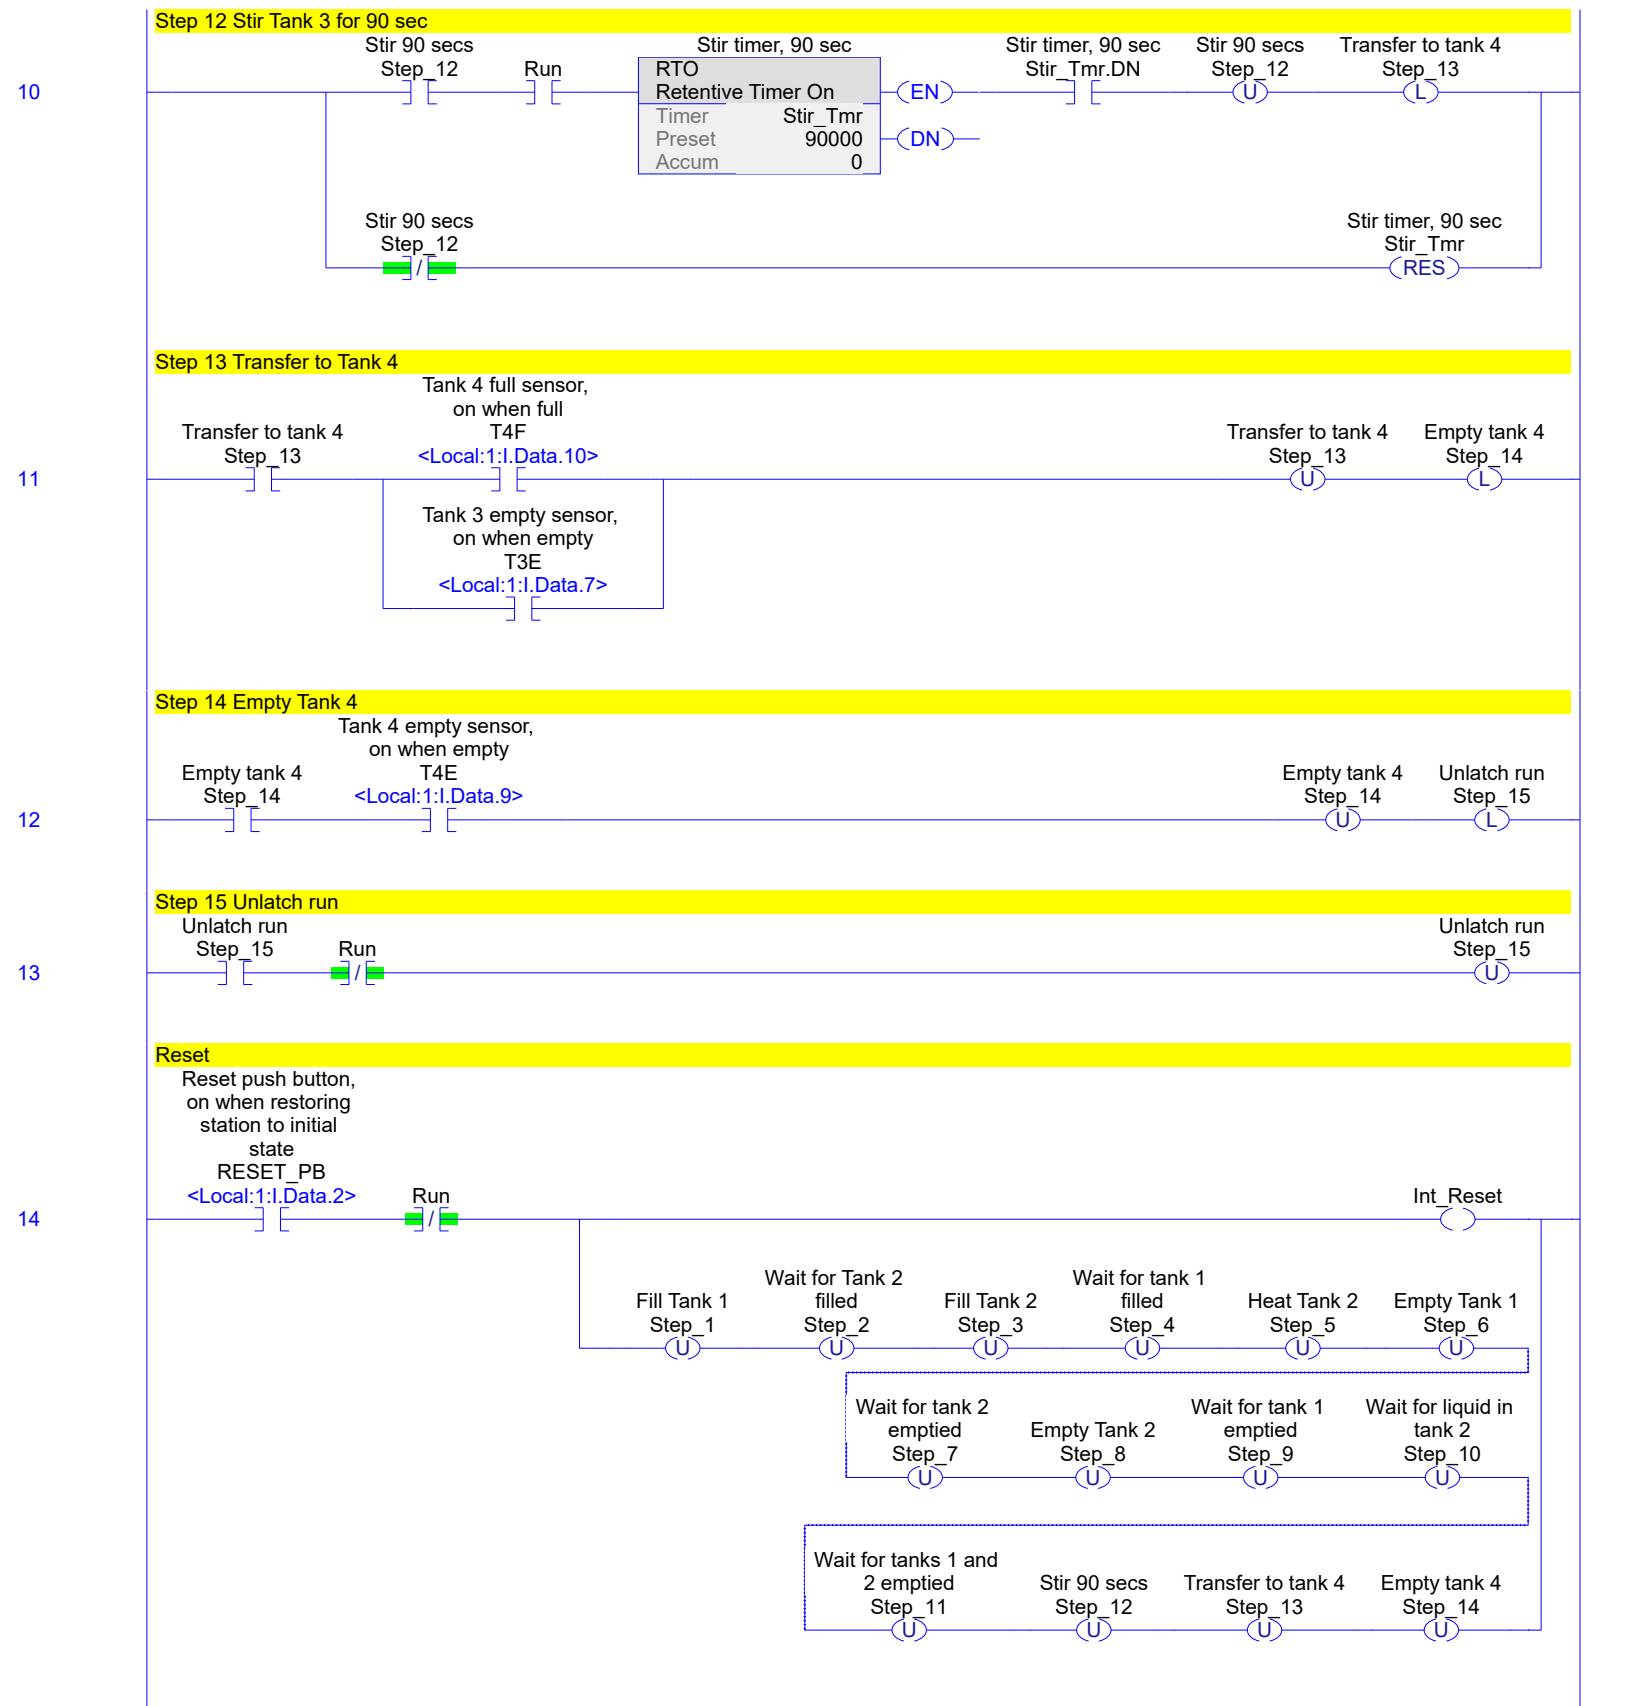 Step 12 Stir Tank 3 for 90 sec
Stir 90 secs
Step_12
Run
Stir timer, 90 sec
RTO
Retentive Timer On
Timer Stir_Tmr
Preset 90000
Accum 0
EN
DN
Stir timer, 90 sec
Stir_Tmr.DN
Stir 90 secs
Step_12
U
Transfer to tank 4
Step_13
L
10
Stir 90 secs
Step_12
/
Stir timer, 90 sec
Stir_Tmr
RES
Step 13 Transfer to Tank 4
Transfer to tank 4
Step_13
Tank 4 full sensor,
on when full
T4F
<Local:1:I.Data.10>
Transfer to tank 4
Step_13
U
Empty tank 4
Step_14
L
11
Tank 3 empty sensor,
on when empty
T3E
<Local:1:I.Data.7>
Step 14 Empty Tank 4
Empty tank 4
Step_14
Tank 4 empty sensor,
on when empty
T4E
<Local:1:I.Data.9>
Empty tank 4
Step_14
U
Unlatch run
Step_15
L
12
Step 15 Unlatch run
Unlatch run
Step_15
Run
/
Unlatch run
Step_15
U
13
Reset
Reset push button,
on when restoring
station to initial
state
RESET_PB
<Local:1:I.Data.2>
Run
/
Int_Reset
14
Fill Tank 1
Step_1
U
Wait for Tank 2
filled
Step_2
U
Fill Tank 2
Step_3
U
Wait for tank 1
filled
Step_4
U
Heat Tank 2
Step_5
U
Empty Tank 1
Step_6
U
Wait for tank 2
emptied
Step_7
U
Empty Tank 2
Step_8
U
Wait for tank 1
emptied
Step_9
U
Wait for liquid in
tank 2
Step_10
U
Wait for tanks 1 and
2 emptied
Step_11
U
Stir 90 secs
Step_12
U
Transfer to tank 4
Step_13
U
Empty tank 4
Step_14
U